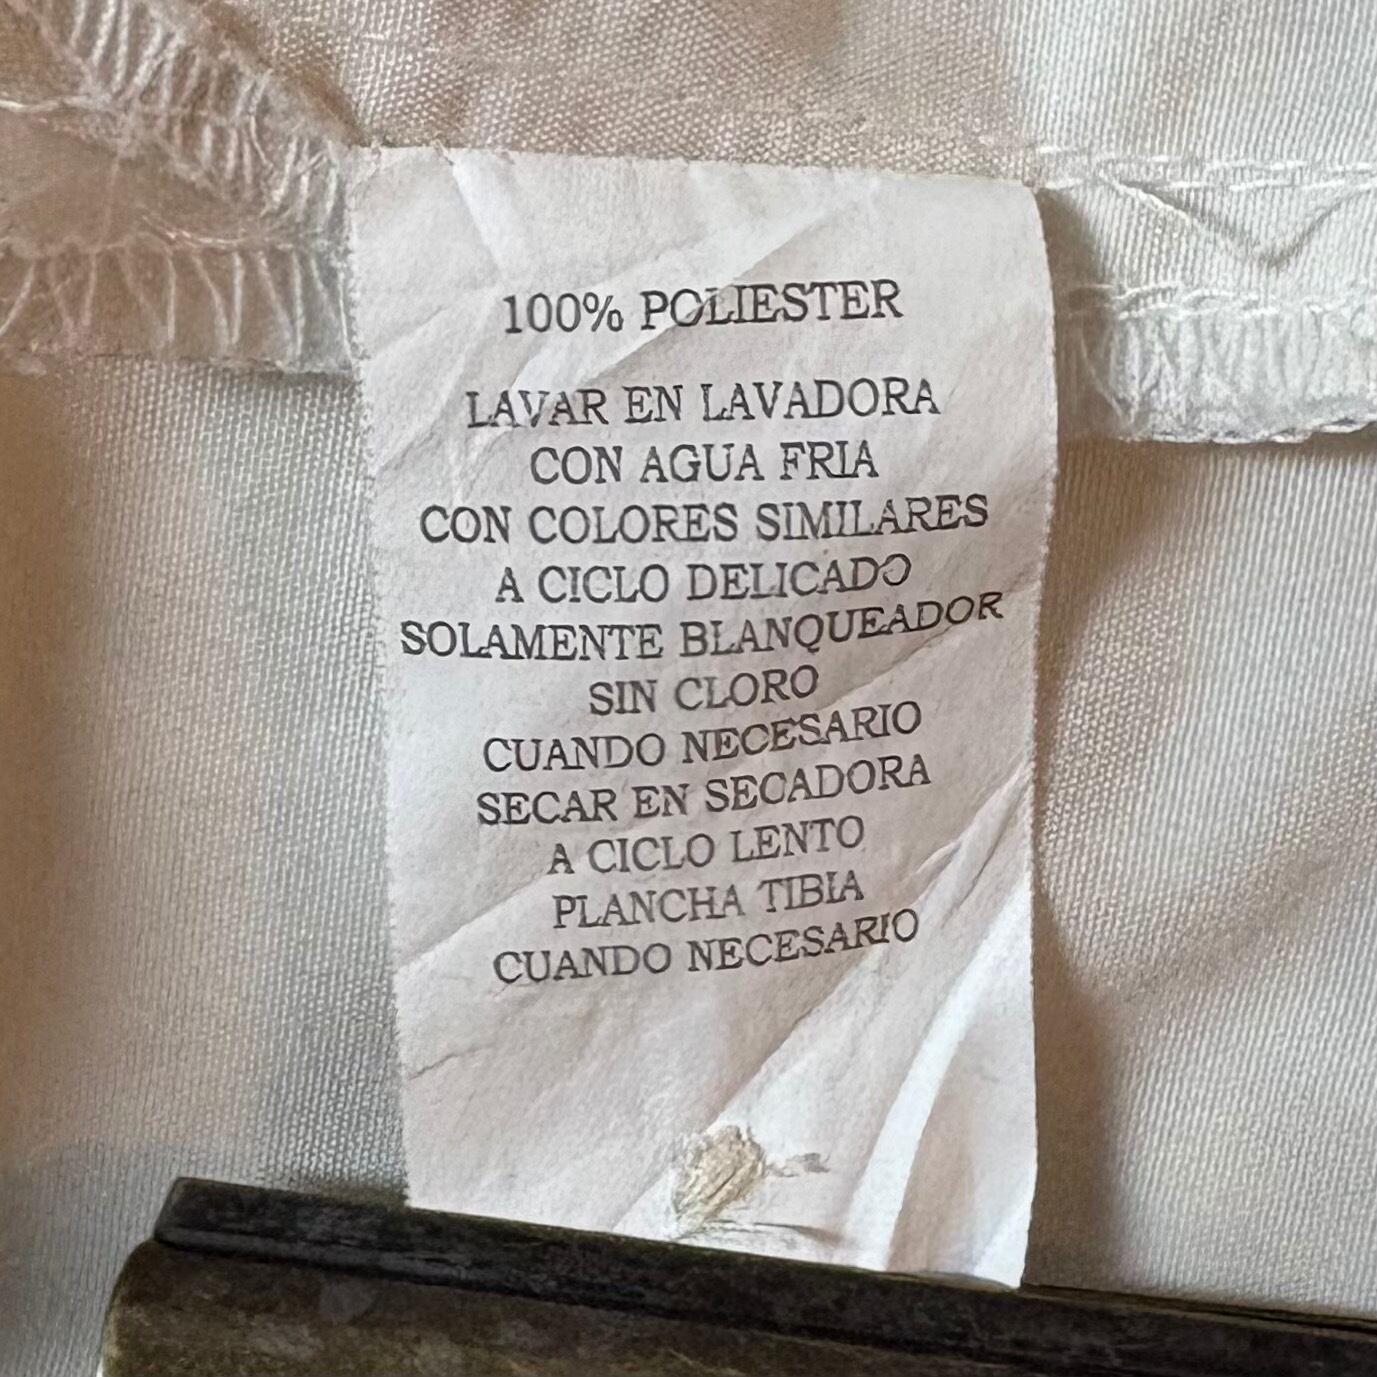 100% POLIESTER
LAVAR EN LAVADORA
CON AGUA FRIA
CON COLORES SIMILARES
A CICLO DELICADO
SOLAMENTE BLANQUEADOR
SIN CLORO
CUANDO NECESARIO
SECAR EN SECADORA
A CICLO LENTO
PLANCHA TIBIA
CUANDO NECESARIO